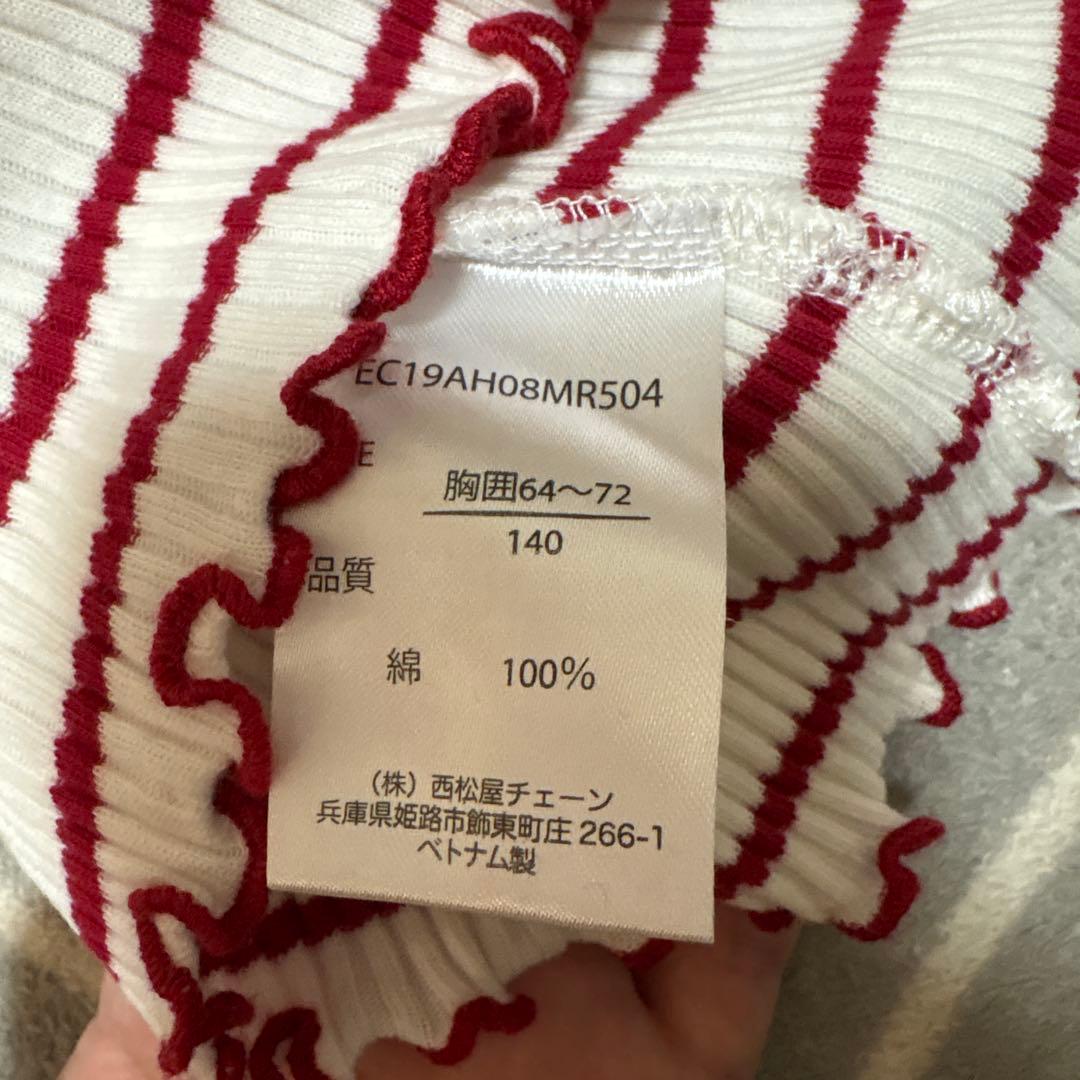 EC19AH08MR504
E
胸囲64〜72
140
品質
綿 100%
(株)西松屋チェーン
兵庫県姫路市飾東町庄 266-1
ベトナム製